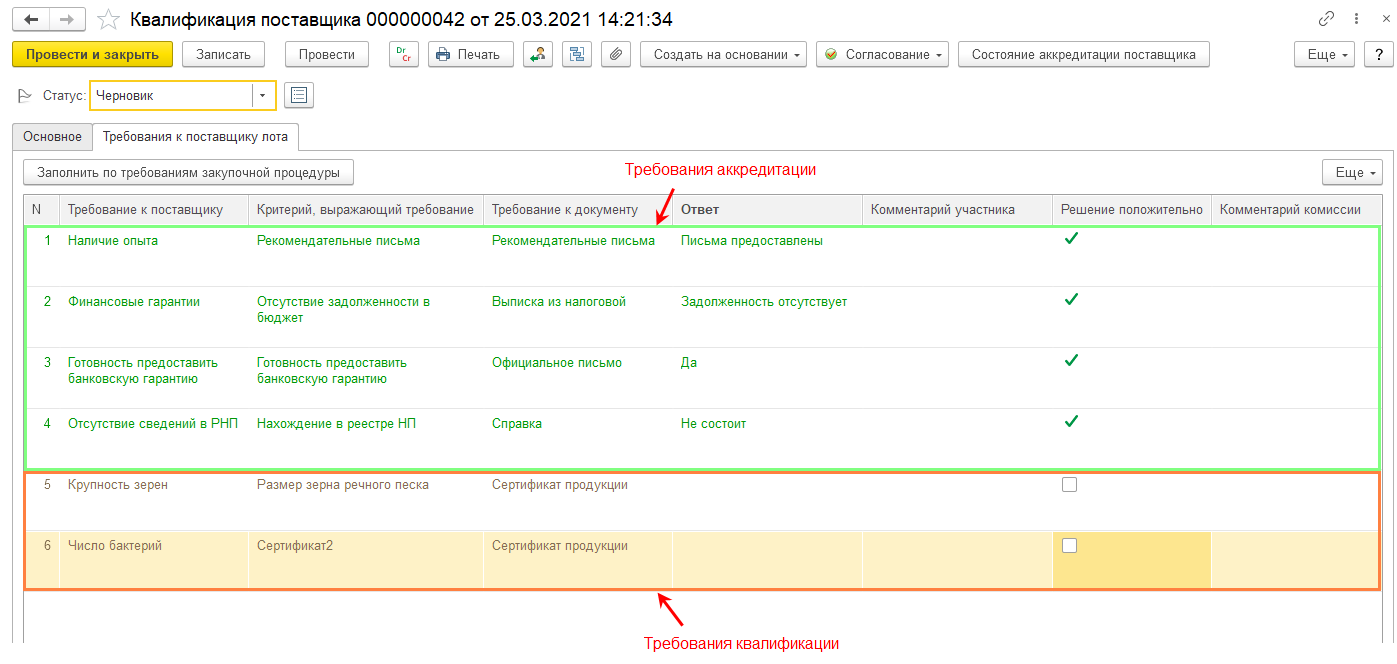 Квалификация поставщика 000000042 от 25.03.2021 14:21:34
Провести и закрыть Записать Провести Dr Cr Печать Создать на основании Согласование Состояние аккредитации поставщика Еще ?
Статус: Черновик
Основное Требования к поставщику лота
Заполнить по требованиям закупочной процедуры Еще
Требования аккредитации
N Требование к поставщику Критерий, выражающий требование Требование к документу Ответ Комментарий участника Решение положительно Комментарий комиссии
1 Наличие опыта Рекомендательные письма Рекомендательные письма Письма предоставлены
2 Финансовые гарантии Отсутствие задолженности в Выписка из налоговой Задолженность отсутствует
бюджет
3 Готовность предоставить Готовность предоставить Официальное письмо Да
банковскую гарантию банковскую гарантию
4 Отсутствие сведений в РНП Нахождение в реестре НП Справка Не состоит
5 Крупность зерен Размер зерна речного песка Сертификат продукции
6 Число бактерий Сертификат2 Сертификат продукции
Требования квалификации